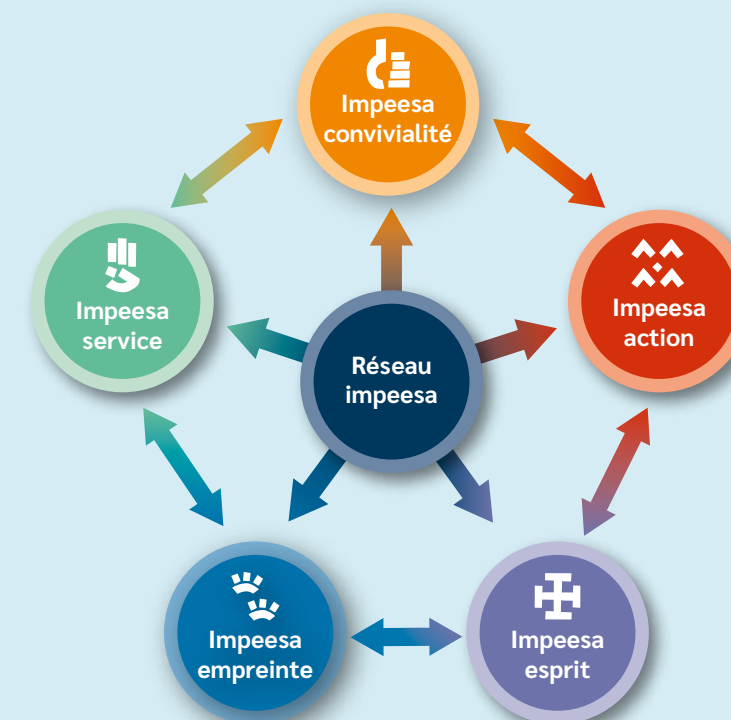 Impeesa
convivialité
Impeesa
service
Impeesa
action
Réseau
impeesa
Impeesa
empreinte
Impeesa
esprit